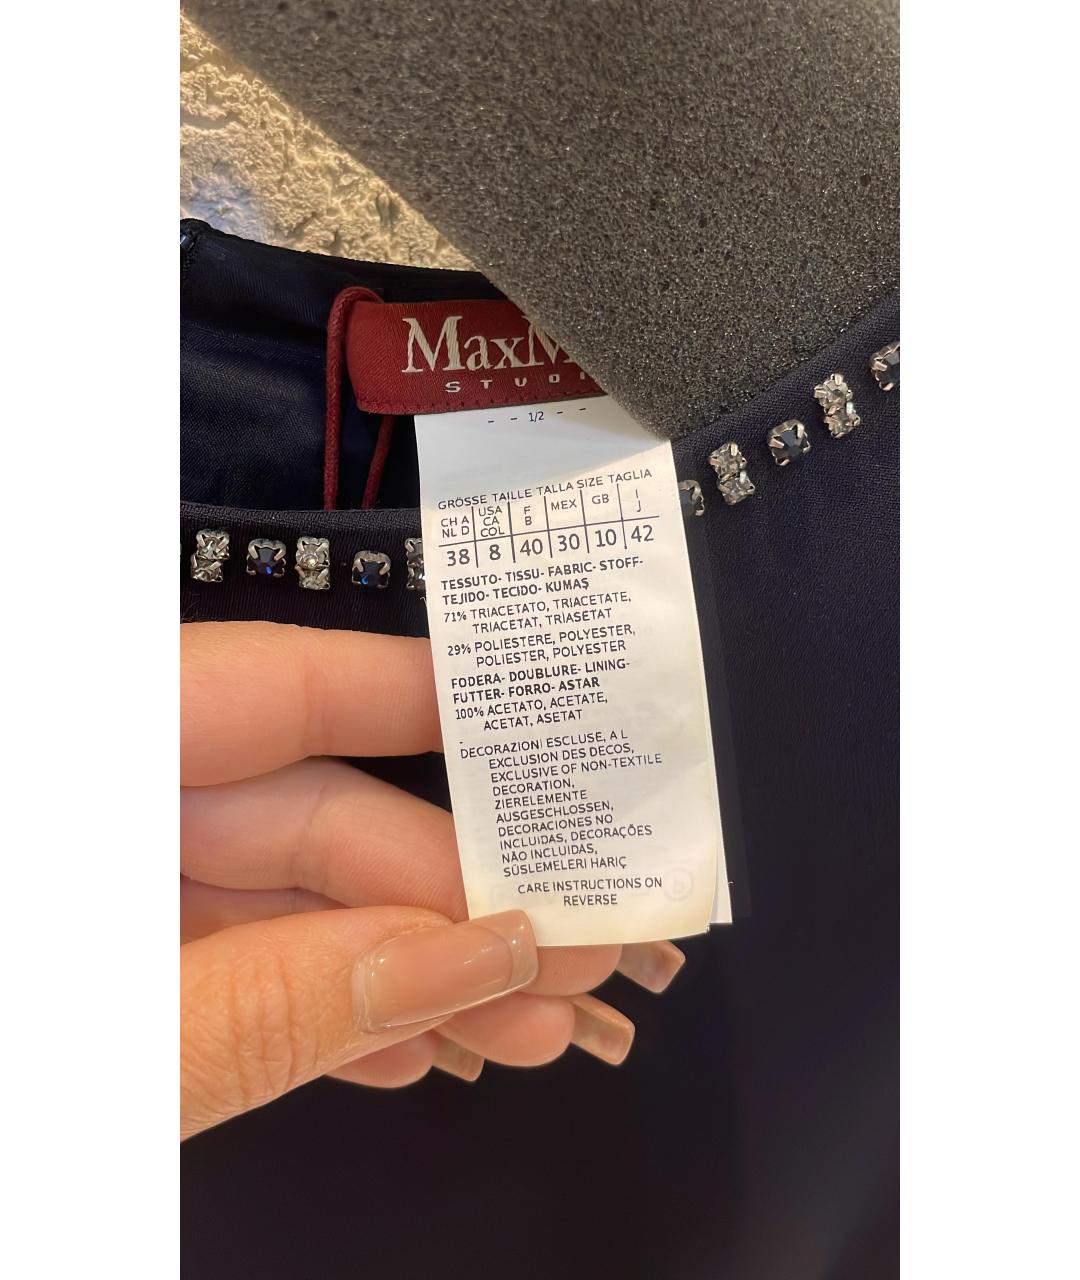 MaxM
STUDI
- - 1/2 - -
GRÖSSE TAILLE TALLA SIZE TAGLIA
CH A NL D USA CA COL F B MEX GB I J
38 8 40 30 10 42
TESSUTO- TISSU- FABRIC- STOFF-
TEJIDO- TECIDO- KUMAŞ
71% TRIACETATO, TRIACETATE,
TRIACETAT, TRIASETAT
29% POLIESTERE, POLYESTER,
POLIESTER, POLYESTER
FODERA- DOUBLURE- LINING-
FUTTER- FORRO- ASTAR
100% ACETATO, ACETATE,
ACETAT, ASETAT
-
DECORAZIONI ESCLUSE, A L
EXCLUSION DES DECOS,
EXCLUSIVE OF NON-TEXTILE
DECORATION,
ZIERELEMENTE
AUSGESCHLOSSEN,
DECORACIONES NO
INCLUIDAS, DECORAÇÕES
NÃO INCLUIDAS,
SÜSLEMELERI HARIÇ
CARE INSTRUCTIONS ON
REVERSE